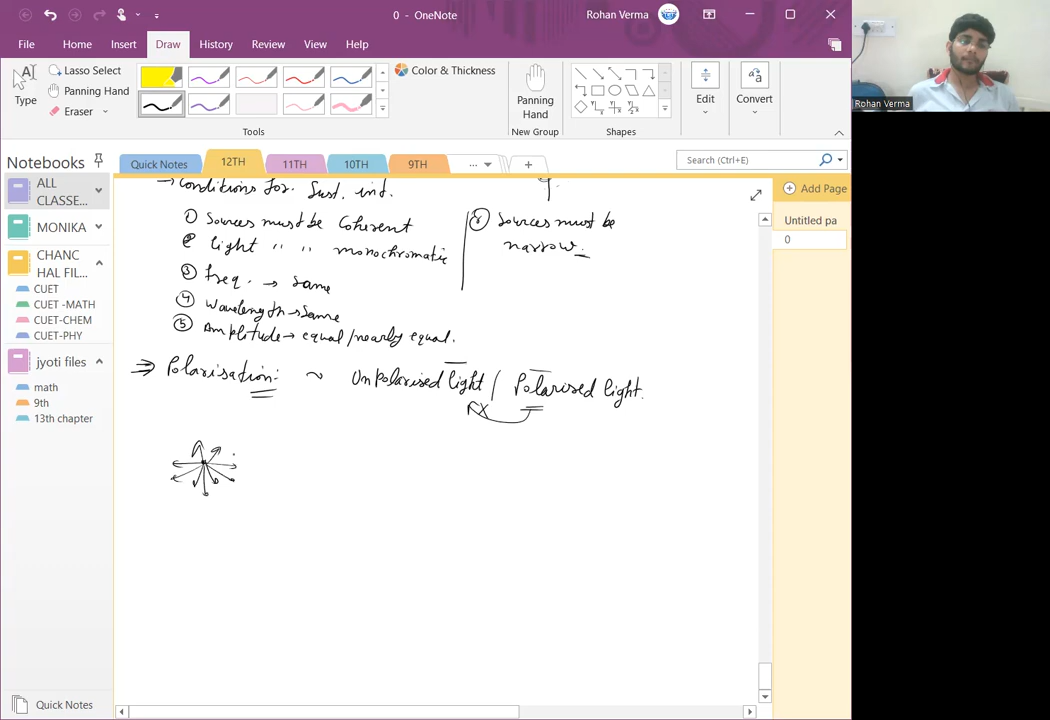 0 - OneNote
Rohan Verma
File Home Insert Draw History Review View Help
Type
Lasso Select
Panning Hand
Eraser
Tools
Color & Thickness
Panning Hand
New Group
Shapes
Edit
Convert
Rohan Verma
Notebooks
Quick Notes 12TH 11TH 10TH 9TH ...
Search (Ctrl+E)
ALL CLASSE...
MONIKA
CHANC HAL FIL...
CUET
CUET -MATH
CUET-CHEM
CUET-PHY
jyoti files
math
9th
13th chapter
Quick Notes
Add Page
Untitled pa
0
→ Conditions for Sust. int.
① Sources must be Coherent
② light " " monochromatic
③ freq. → same
④ Wavelength → Same
⑤ Amplitude → equal/nearly equal.
Sources must be
narrow.
⇒ Polarisation: ~ Unpolarised light / Polarised light.